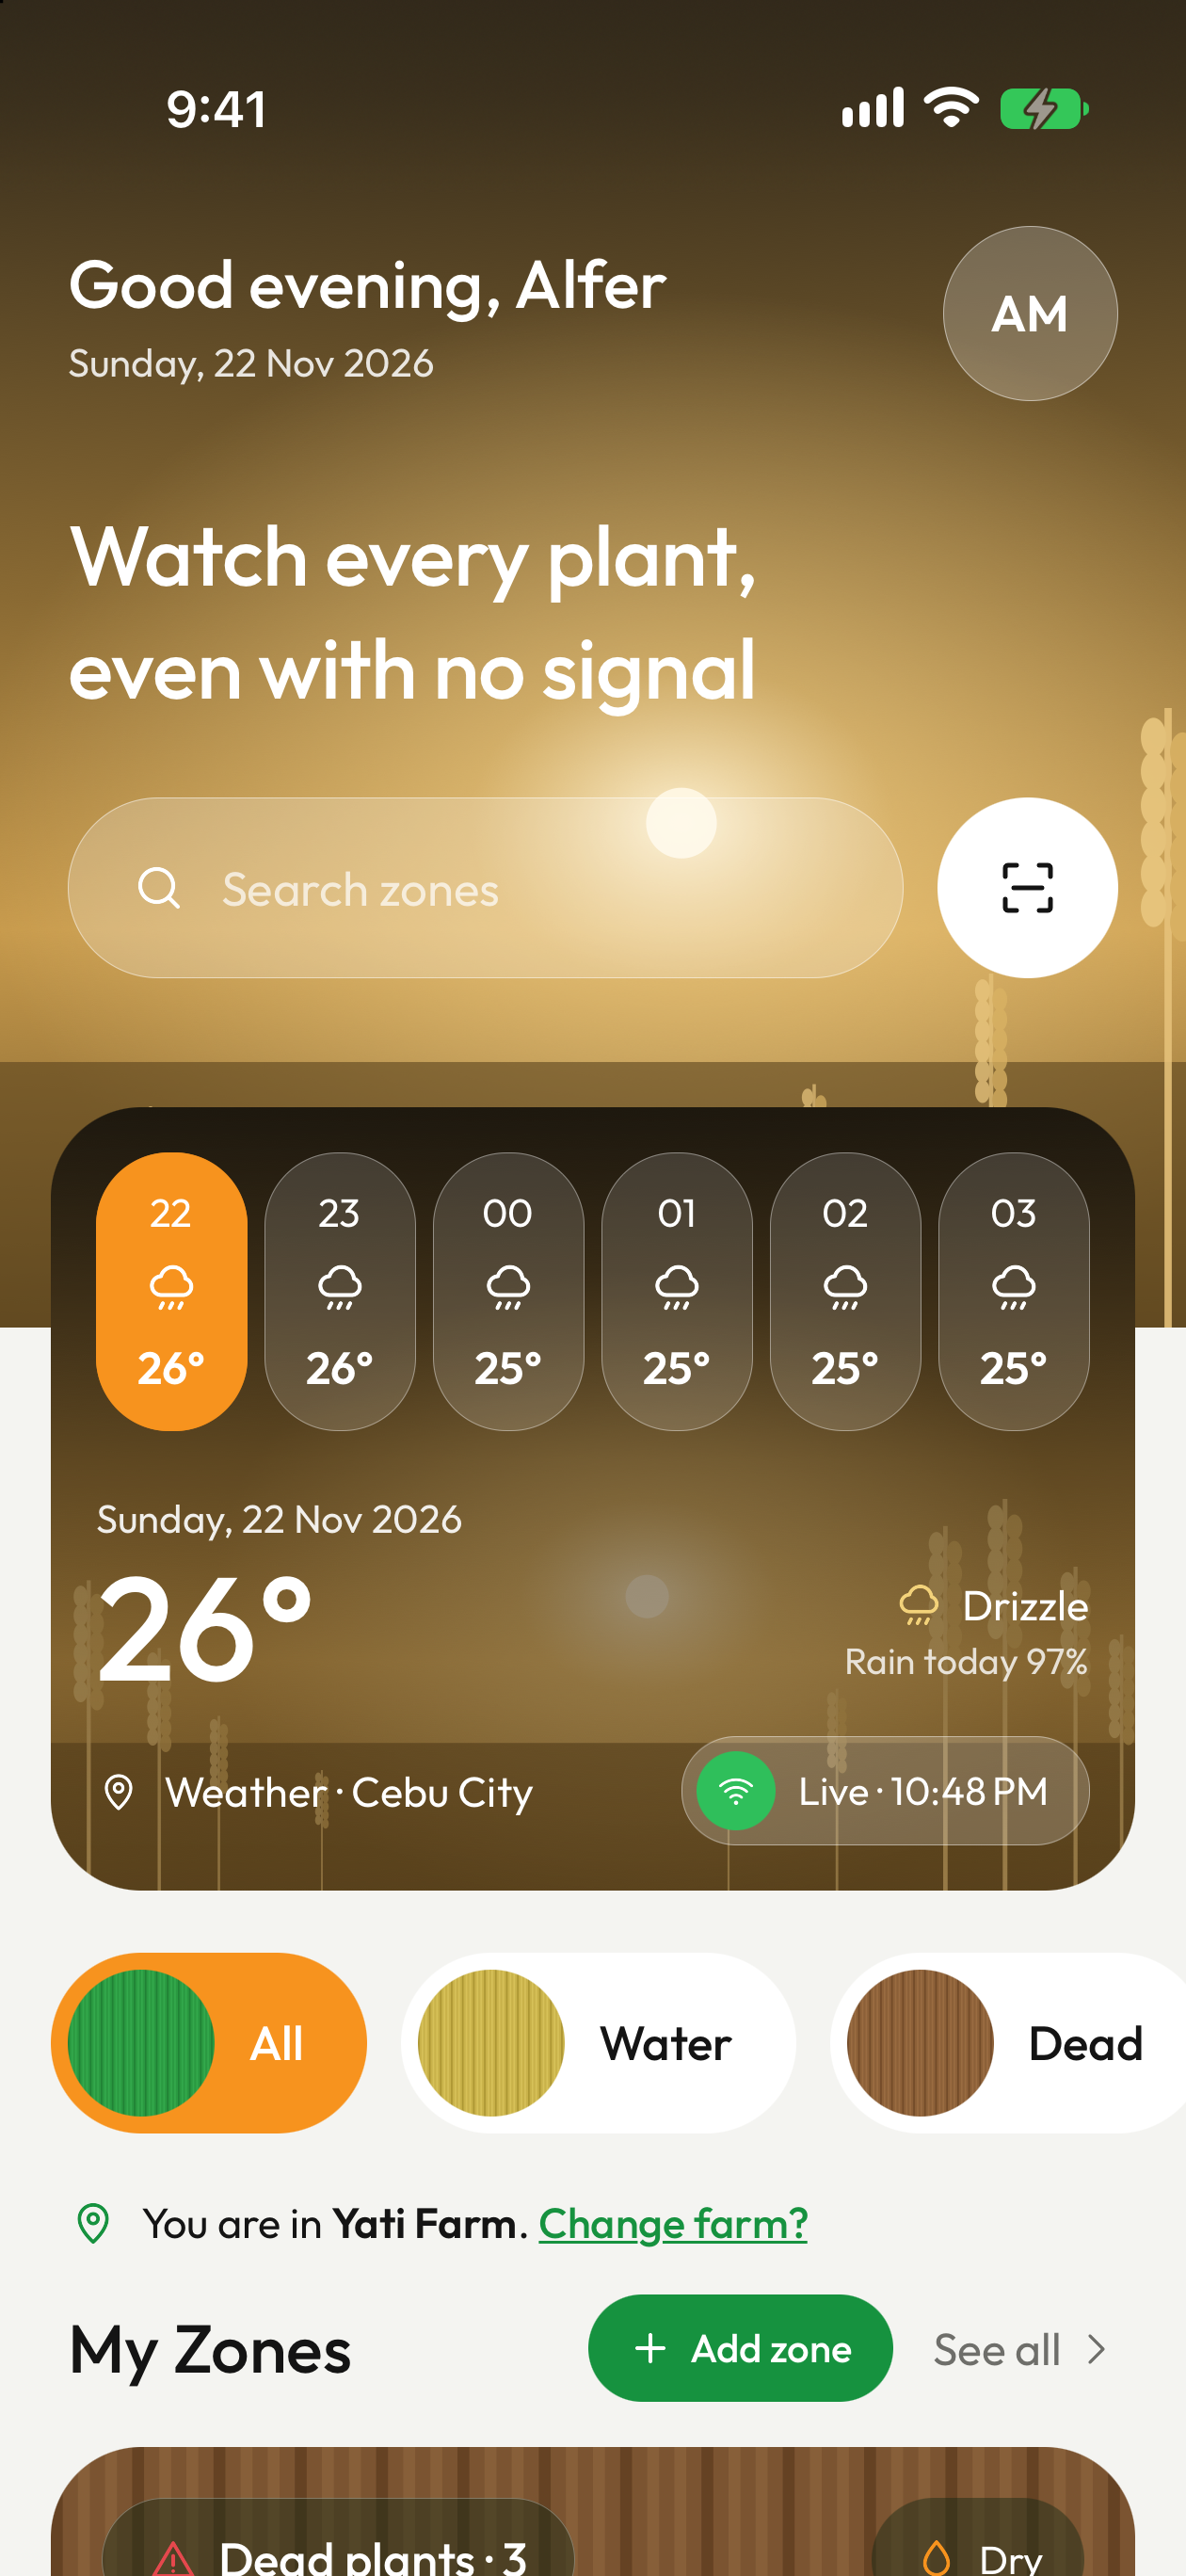 9:41
Good evening, Alfer
Sunday, 22 Nov 2026
AM
Watch every plant,
even with no signal
Search zones
22 23 00 01 02 03
26° 26° 25° 25° 25° 25°
Sunday, 22 Nov 2026
26°
Drizzle
Rain today 97%
Weather · Cebu City
Live · 10:48 PM
All Water Dead
You are in Yati Farm. Change farm?
My Zones
Add zone
See all
Dead plants · 3
Dry